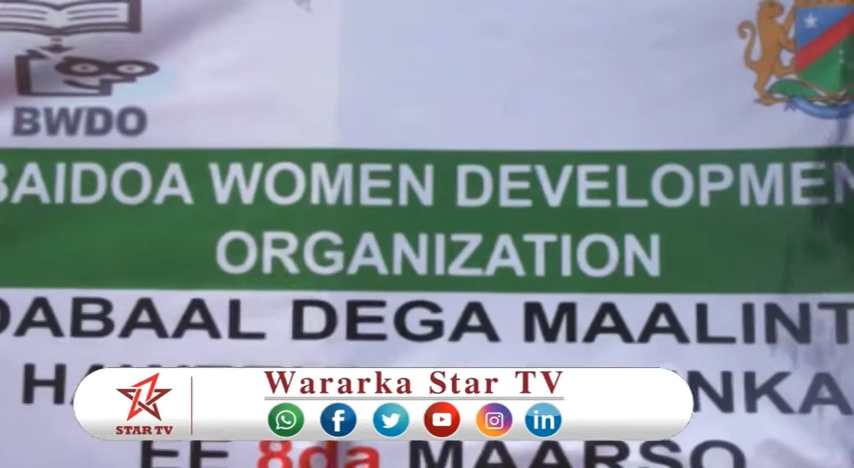 BWDO
BAIDOA WOMEN DEVELOPMEN
ORGANIZATION
DABAAL DEGA MAALINT
NKA
EE 8da MAARSO
Wararka Star TV
STAR TV